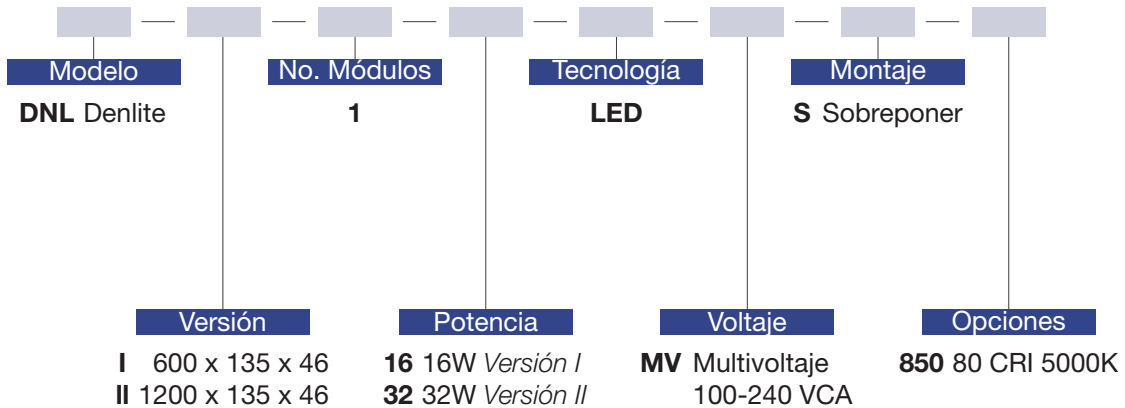 Modelo
DNL Denlite
No. Módulos
1
Tecnología
LED
Montaje
S Sobreponer
Versión
I 600 x 135 x 46
II 1200 x 135 x 46
Potencia
16 16W Versión I
32 32W Versión II
Voltaje
MV Multivoltaje
100-240 VCA
Opciones
850 80 CRI 5000K